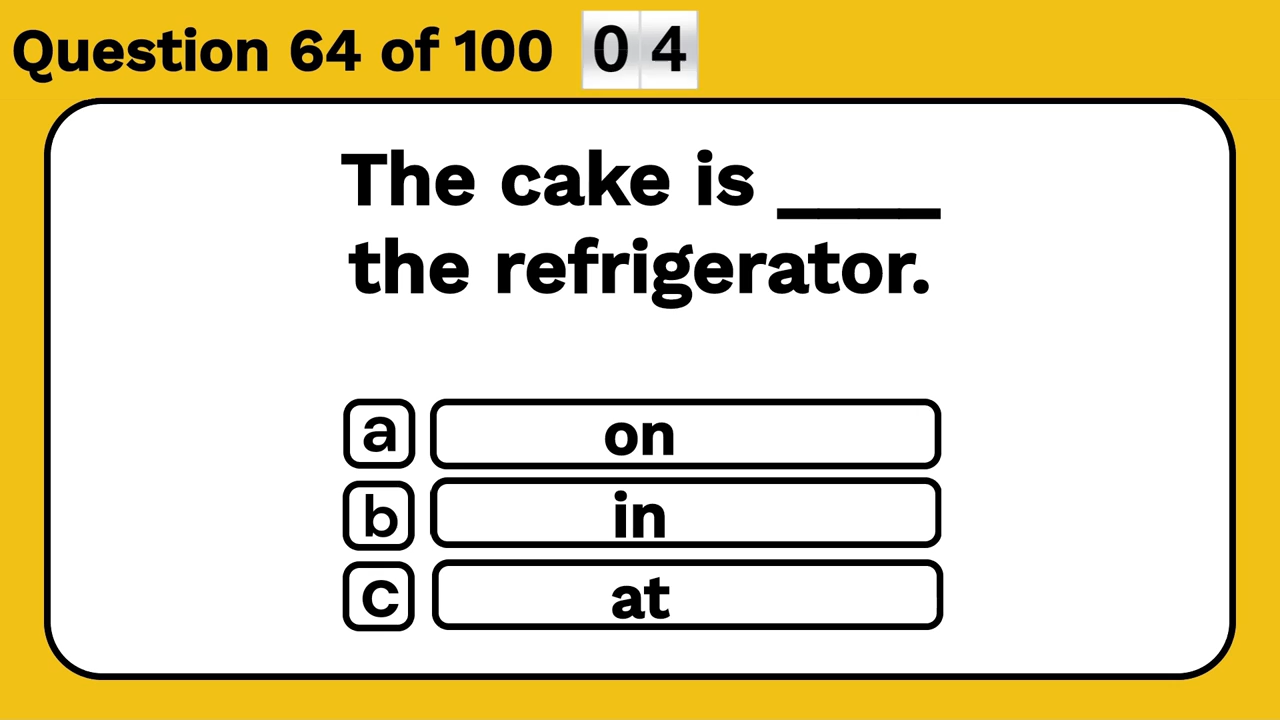 Question 64 of 100 04
The cake is ____
the refrigerator.
a on
b in
c at